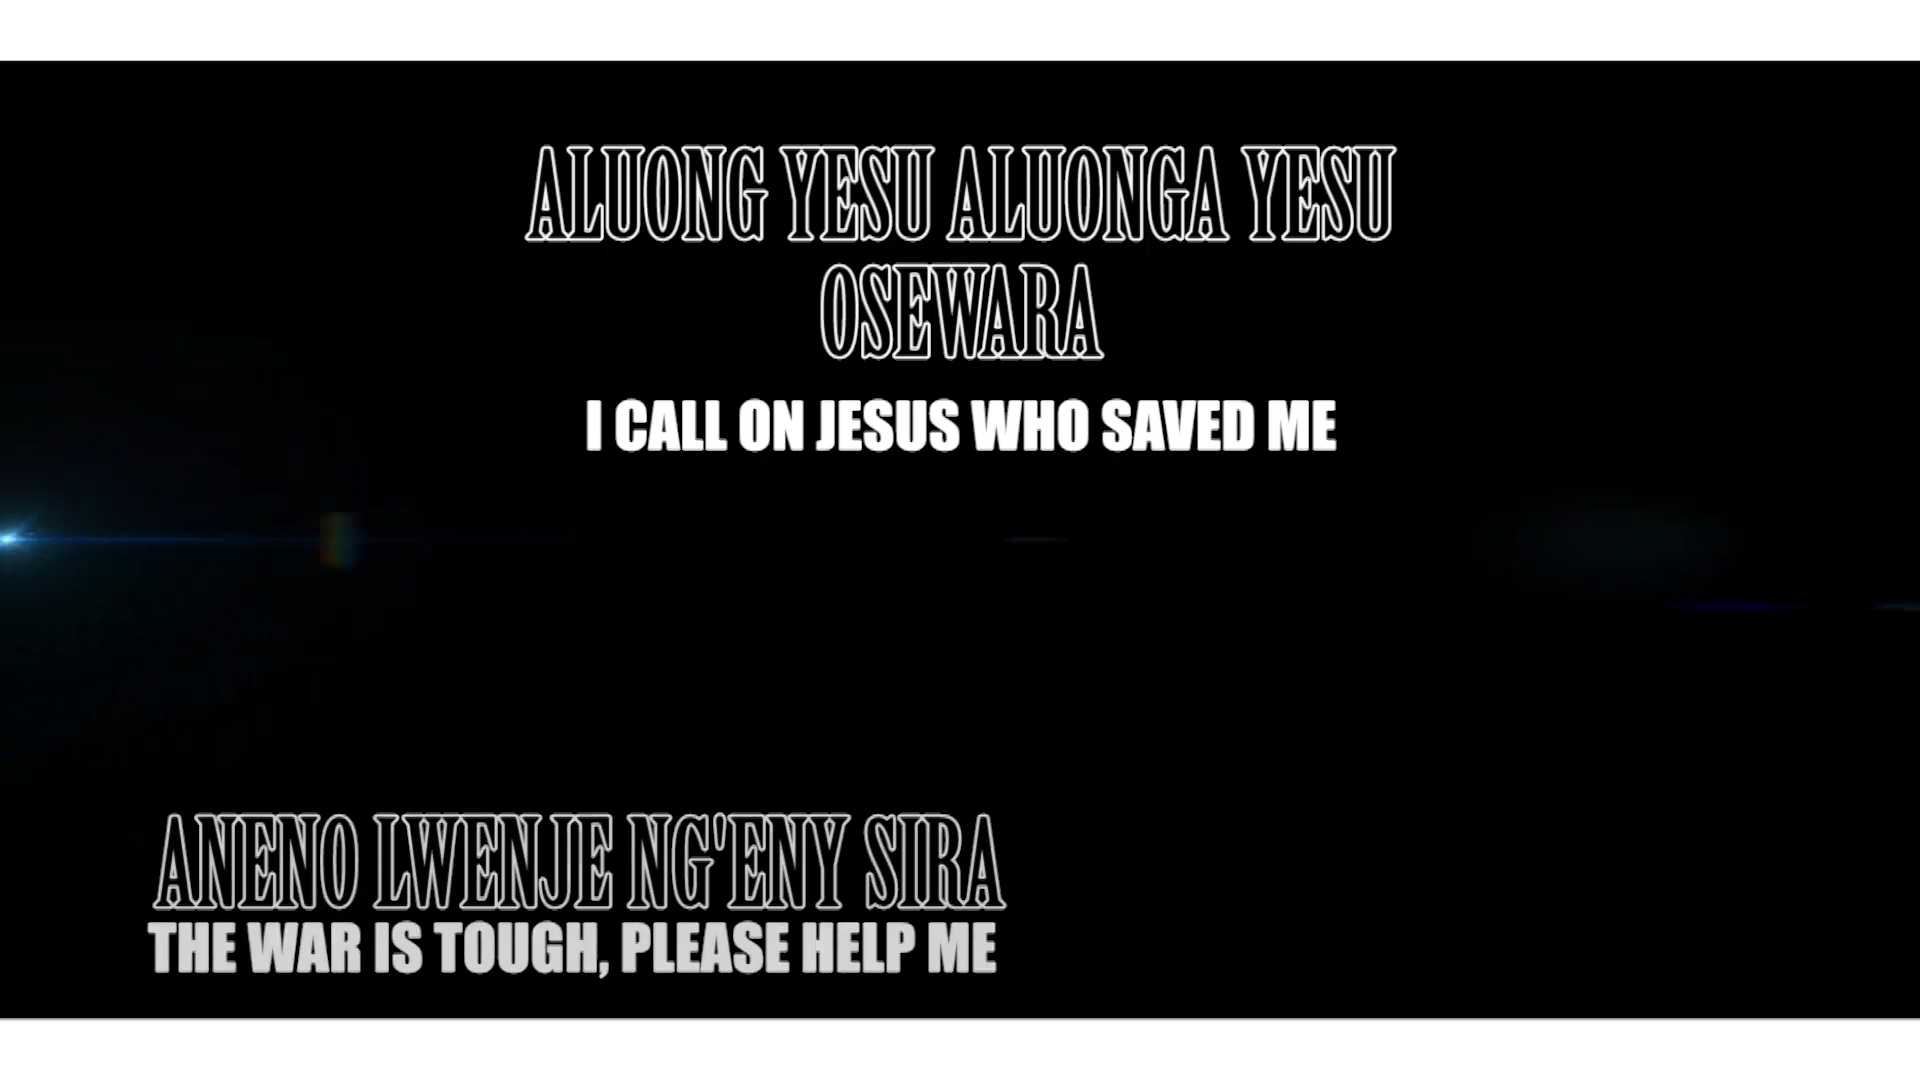 ALUONG YESU ALUONGA YESU
OSEWARA
I CALL ON JESUS WHO SAVED ME
ANENO LWENJE NG'ENY SIRA
THE WAR IS TOUGH, PLEASE HELP ME